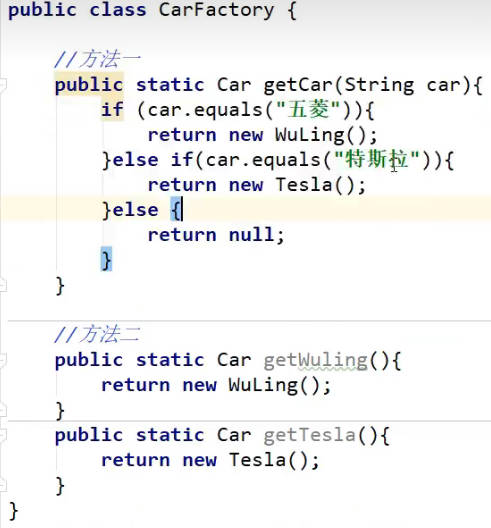 public class CarFactory {
//方法一
public static Car getCar(String car){
if (car.equals("五菱")){
return new WuLing();
}else if(car.equals("特斯拉")){
return new Tesla();
}else {
return null;
}
}
//方法二
public static Car getWuling(){
return new WuLing();
}
public static Car getTesla(){
return new Tesla();
}
}